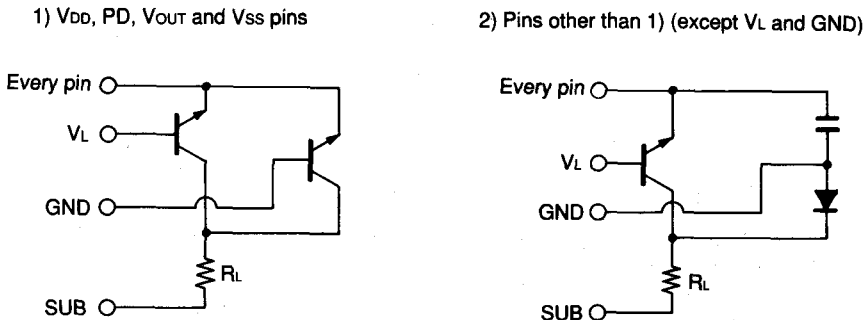 1) VDD, PD, VOUT and VSS pins
Every pin
VL
GND
RL
SUB
2) Pins other than 1) (except VL and GND)
Every pin
VL
GND
RL
SUB